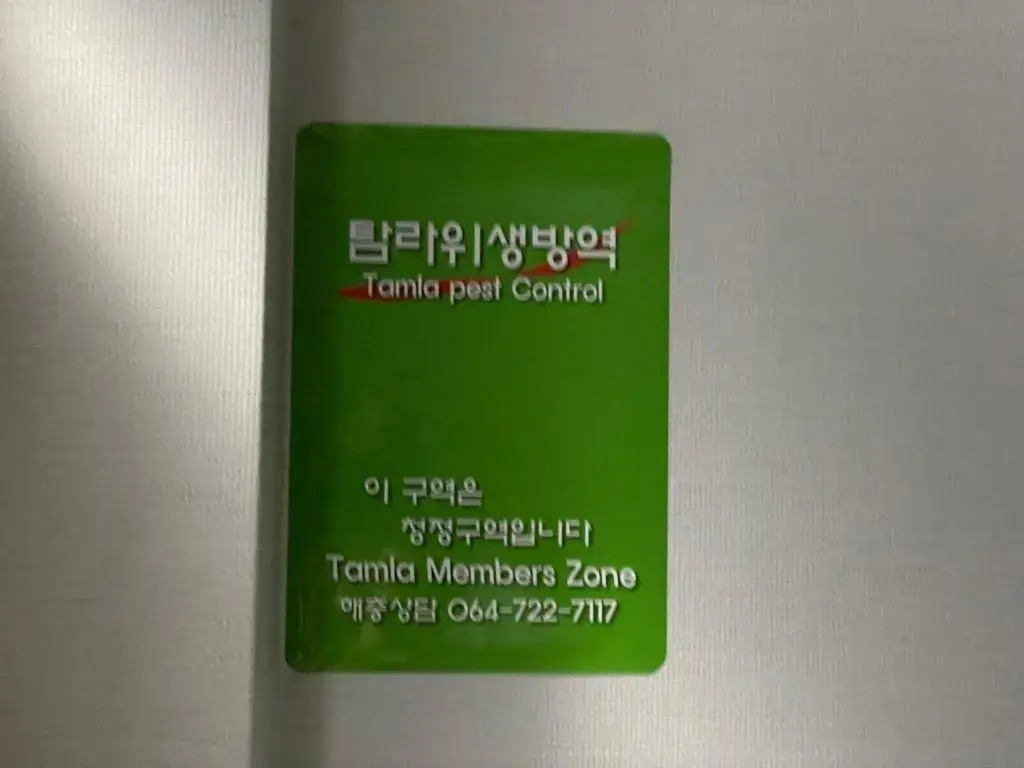 탐라위생방역
Tamla pest Control
이 구역은
청정구역입니다
Tamla Members Zone
해충상담 064-722-7117